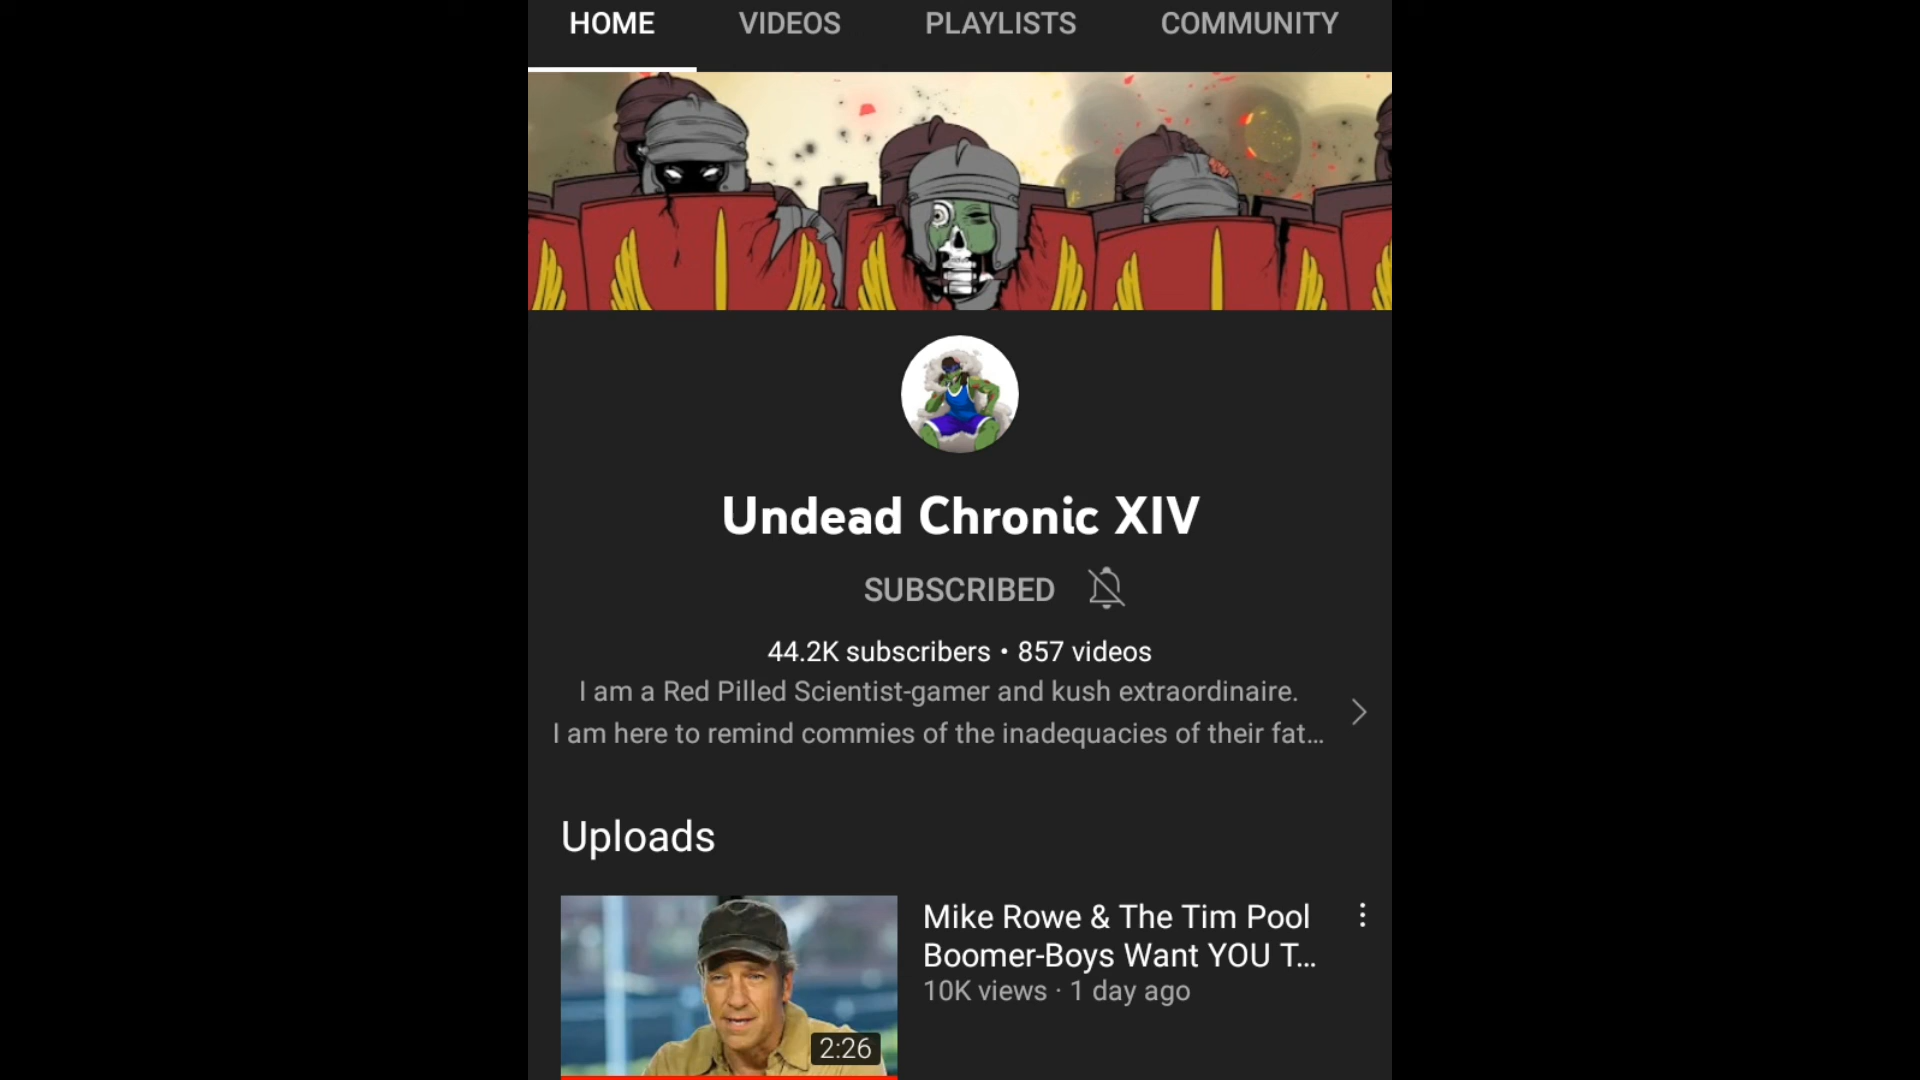 HOME VIDEOS PLAYLISTS COMMUNITY
Undead Chronic XIV
SUBSCRIBED
44.2K subscribers • 857 videos
I am a Red Pilled Scientist-gamer and kush extraordinaire.
I am here to remind commies of the inadequacies of their fat...
Uploads
Mike Rowe & The Tim Pool
Boomer-Boys Want YOU T...
10K views · 1 day ago
2:26